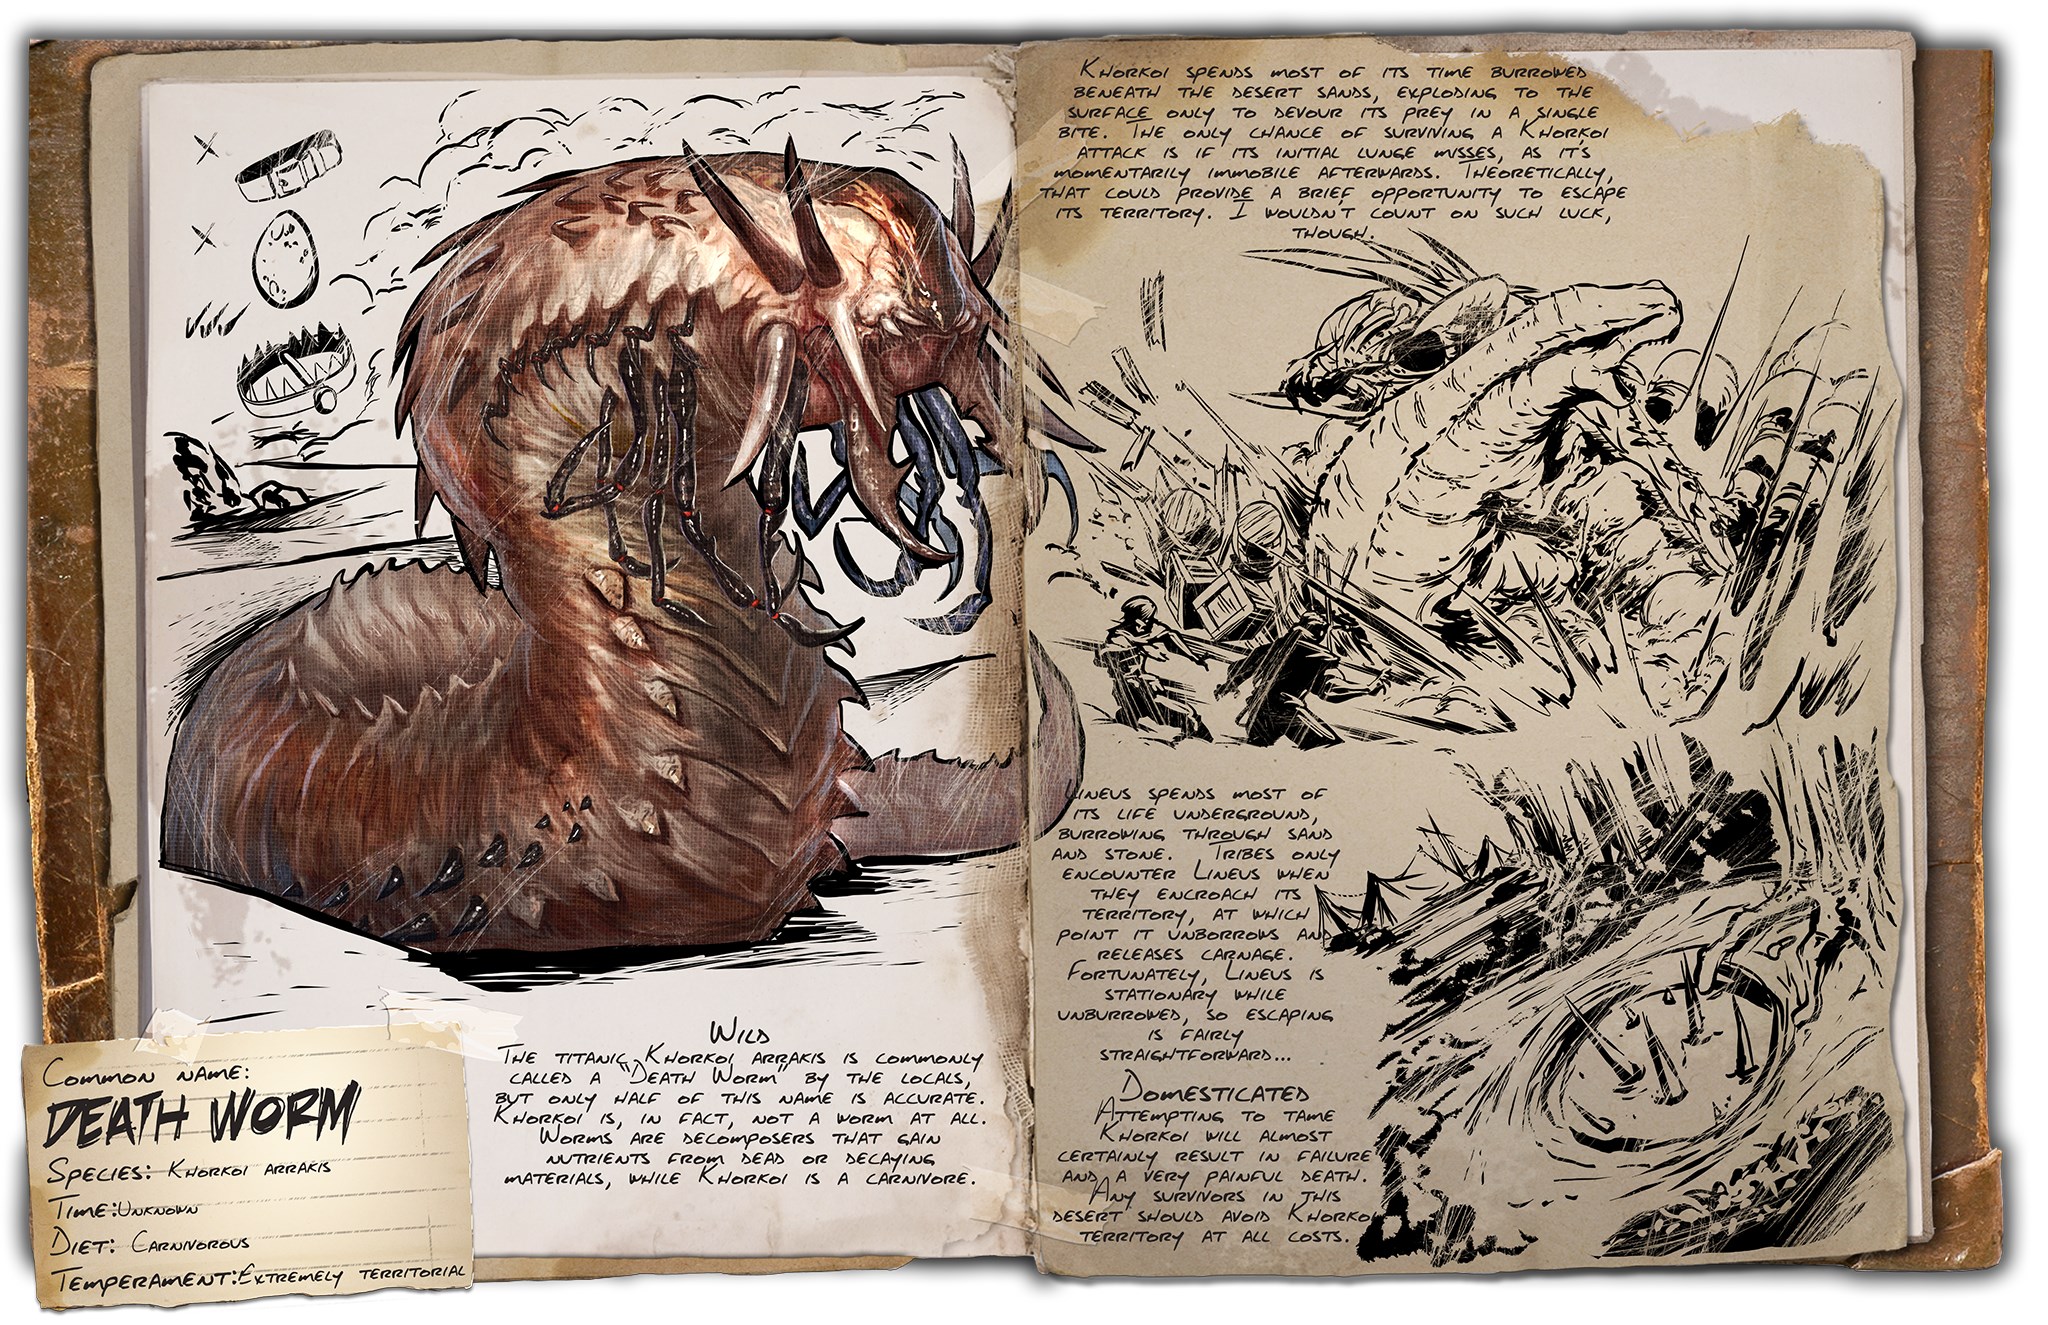 Common name:
Death Worm
Species: Khorkoi arrakis
Time: Unknown
Diet: Carnivorous
Temperament: Extremely territorial
Wild
The titanic Khorkoi arrakis is commonly
called a "Death Worm" by the locals,
but only half of this name is accurate.
Khorkoi is, in fact, not a worm at all.
Worms are decomposers that gain
nutrients from dead or decaying
materials, while Khorkoi is a carnivore.
Khorkoi spends most of its time burrowed
beneath the desert sands, exploding to the
surface only to devour its prey in a single
bite. The only chance of surviving a Khorkoi
attack is if its initial lunge misses, as it's
momentarily immobile afterwards. Theoretically,
that could provide a brief opportunity to escape
its territory. I wouldn't count on such luck,
though.
Lineus spends most of
its life underground,
burrowing through sand
and stone. Tribes only
encounter Lineus when
they encroach its
territory, at which
point it unborrows and
releases carnage.
Fortunately, Lineus is
stationary while
unburrowed, so escaping
is fairly
straightforward...
Domesticated
Attempting to tame
Khorkoi will almost
certainly result in failure
and a very painful death.
Any survivors in this
desert should avoid Khorkoi
territory at all costs.